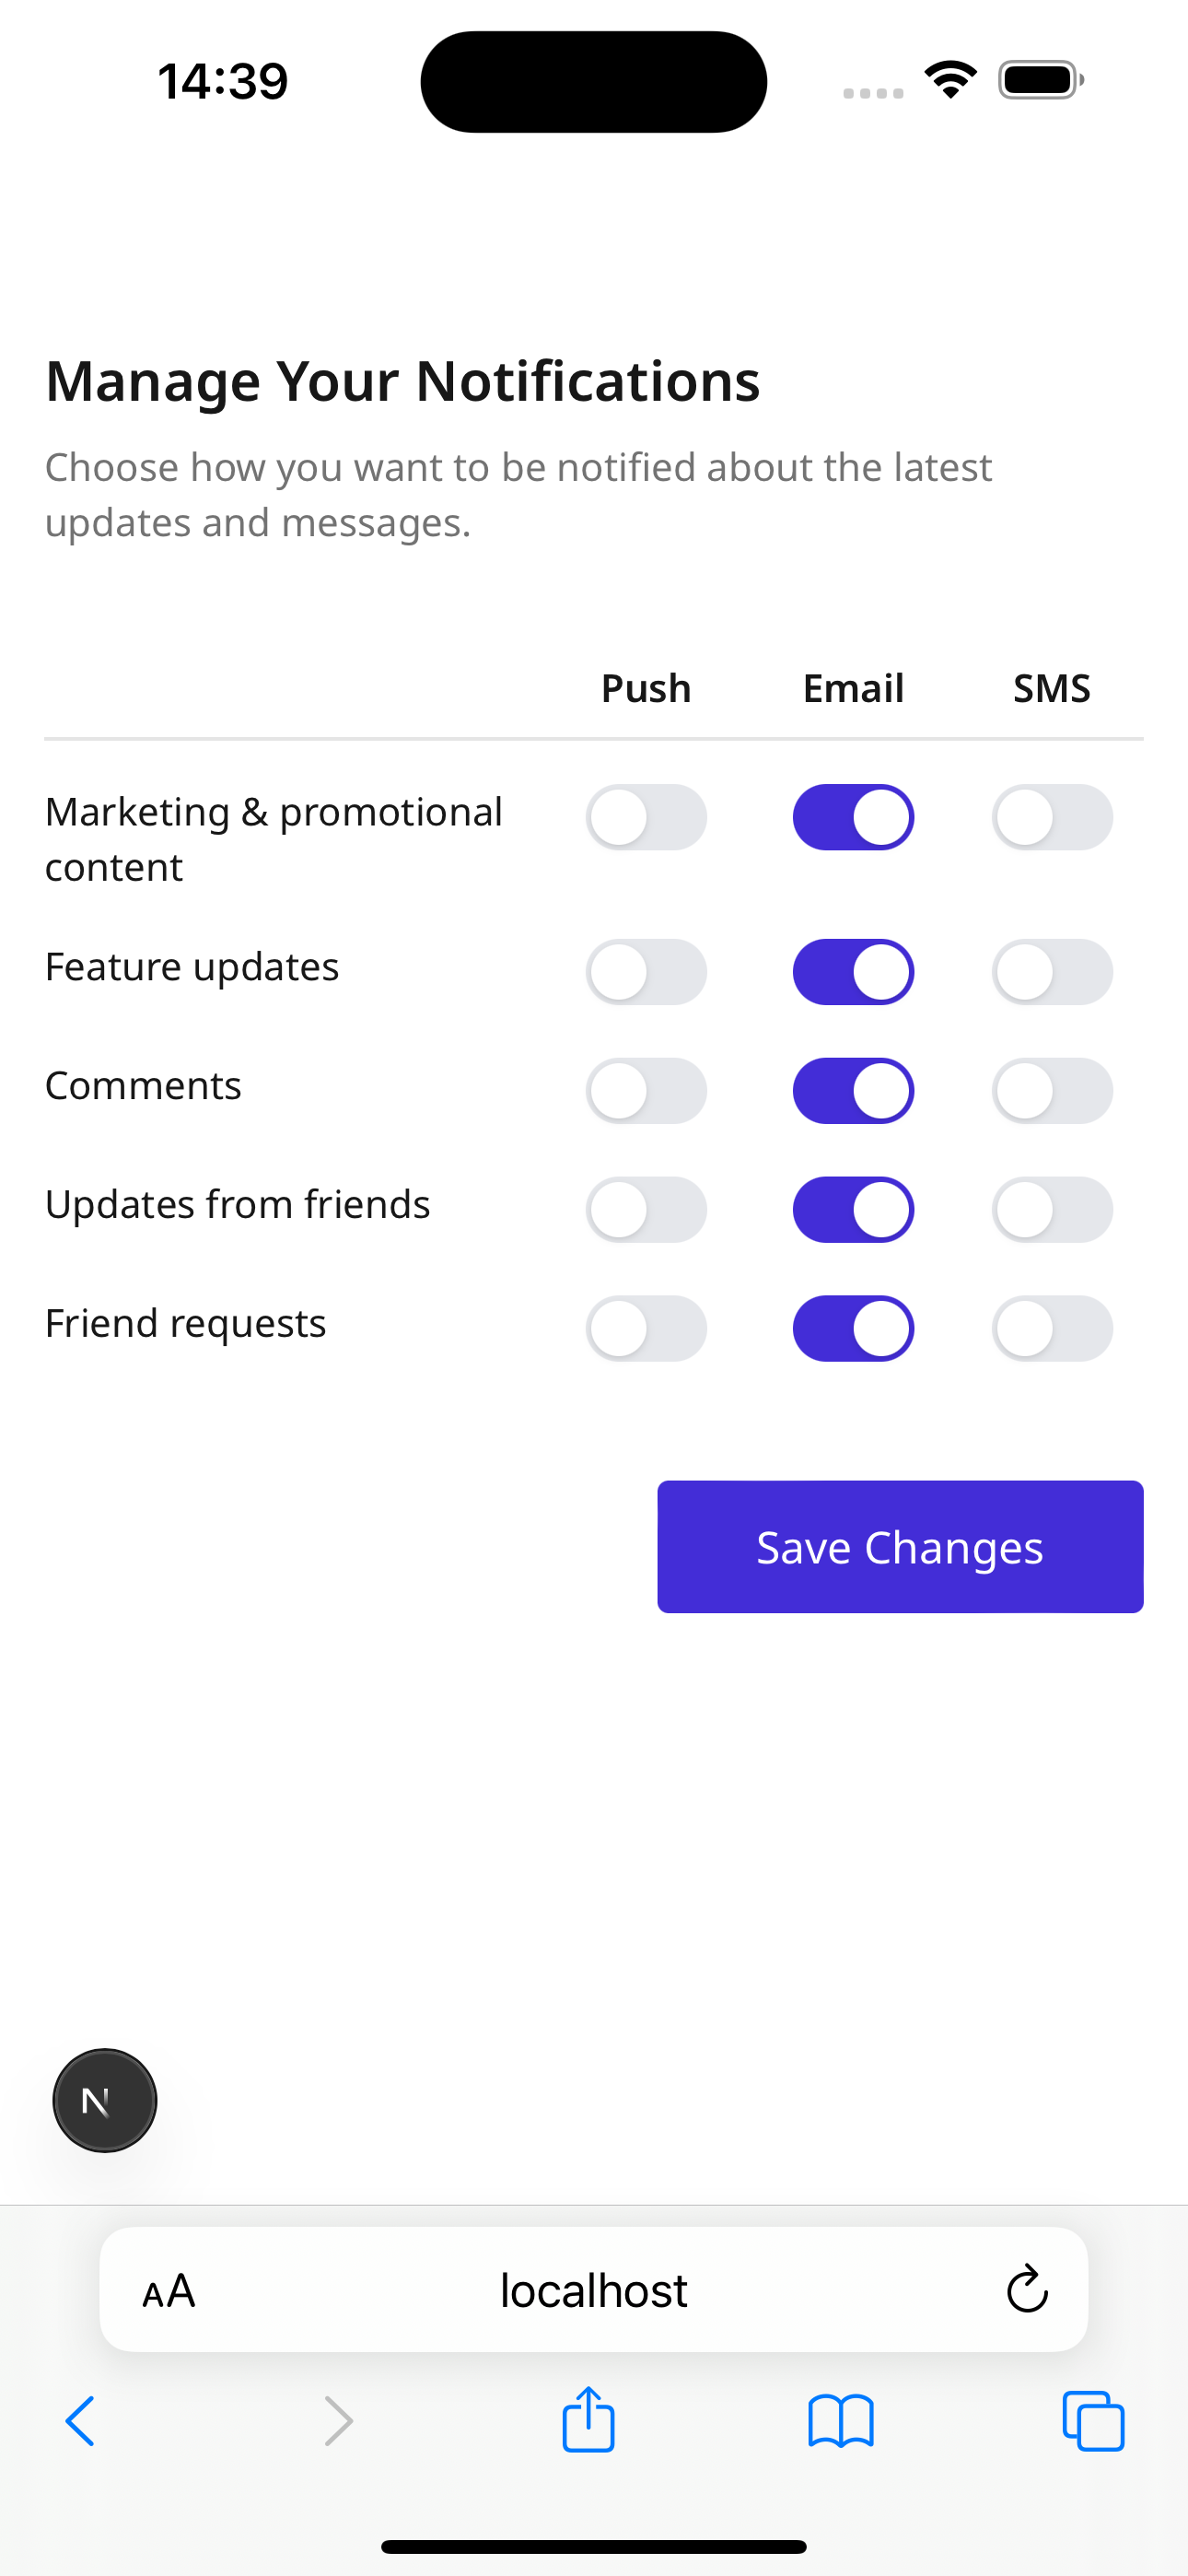 14:39
Manage Your Notifications
Choose how you want to be notified about the latest
updates and messages.
Push Email SMS
Marketing & promotional
content
Feature updates
Comments
Updates from friends
Friend requests
Save Changes
N
AA localhost